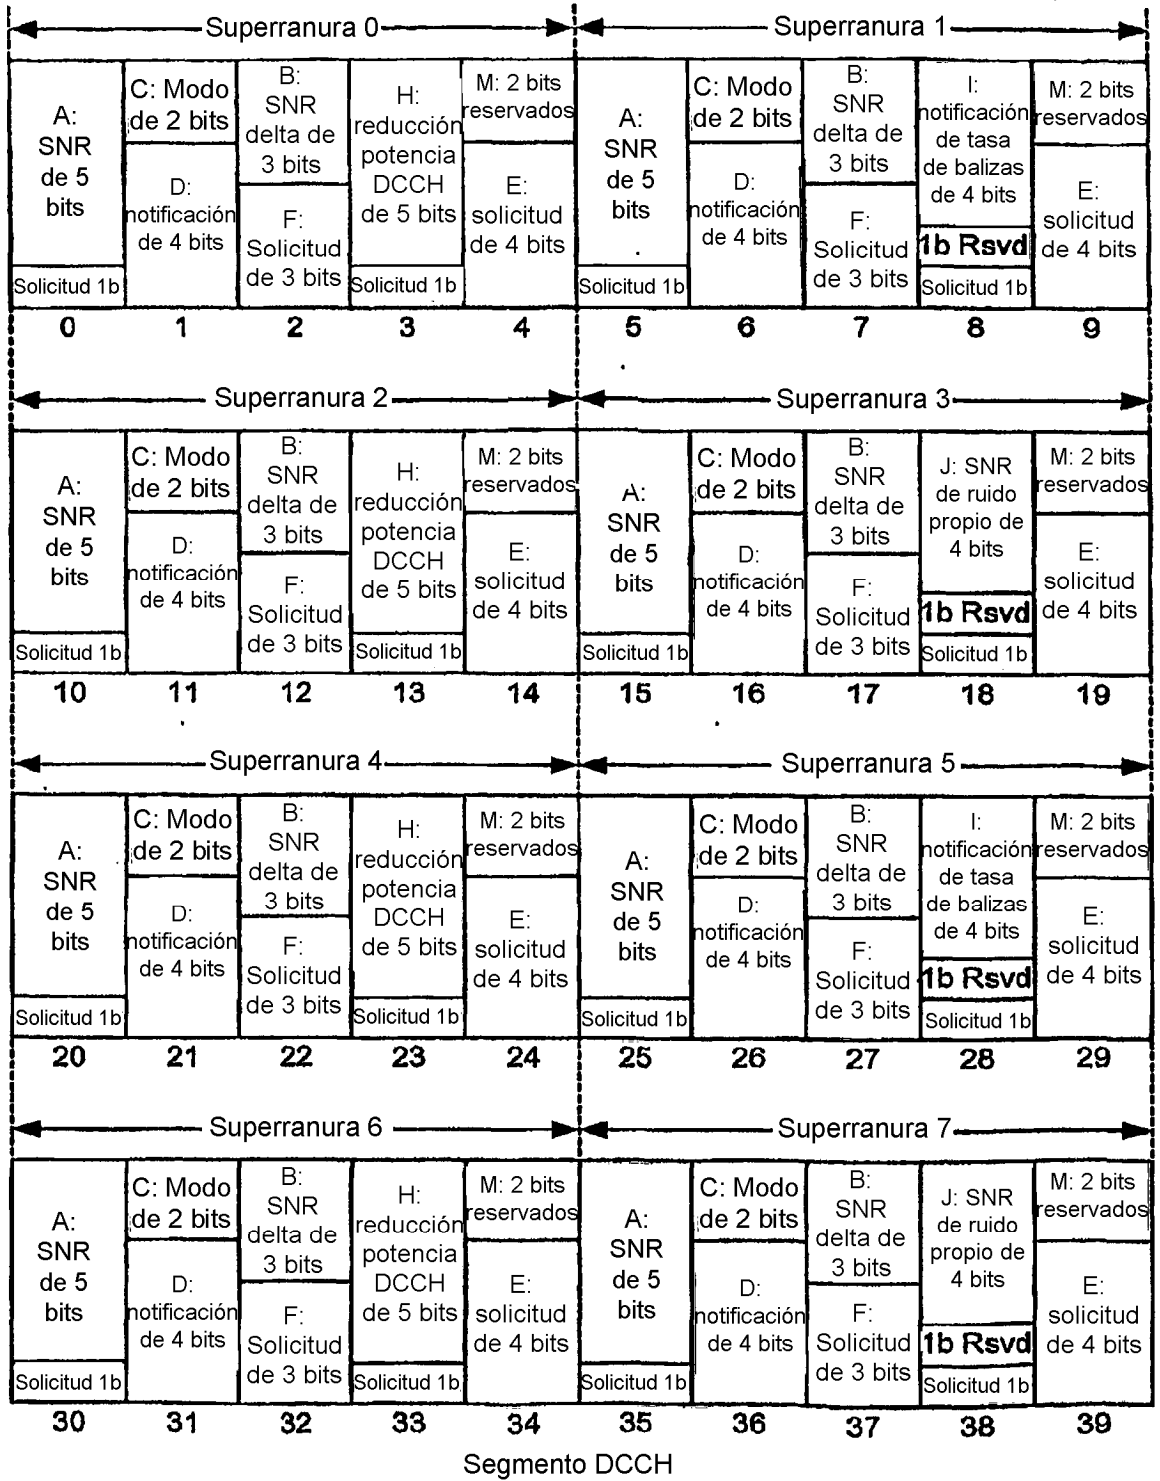 Superranura 0 Superranura 1
A:
SNR
de 5
bits
Solicitud 1b
C: Modo
de 2 bits
D:
notificación
de 4 bits
B:
SNR
delta de
3 bits
F:
Solicitud
de 3 bits
H:
reducción
potencia
DCCH
de 5 bits
Solicitud 1b
M: 2 bits
reservados
E:
solicitud
de 4 bits
A:
SNR
de 5
bits
Solicitud 1b
C: Modo
de 2 bits
D:
notificación
de 4 bits
B:
SNR
delta de
3 bits
F:
Solicitud
de 3 bits
I:
notificación
de tasa
de balizas
de 4 bits
1b Rsvd
Solicitud 1b
M: 2 bits
reservados
E:
solicitud
de 4 bits
0 1 2 3 4 5 6 7 8 9
Superranura 2 Superranura 3
A:
SNR
de 5
bits
Solicitud 1b
C: Modo
de 2 bits
D:
notificación
de 4 bits
B:
SNR
delta de
3 bits
F:
Solicitud
de 3 bits
H:
reducción
potencia
DCCH
de 5 bits
Solicitud 1b
M: 2 bits
reservados
E:
solicitud
de 4 bits
A:
SNR
de 5
bits
Solicitud 1b
C: Modo
de 2 bits
D:
notificación
de 4 bits
B:
SNR
delta de
3 bits
F:
Solicitud
de 3 bits
J: SNR
de ruido
propio de
4 bits
1b Rsvd
Solicitud 1b
M: 2 bits
reservados
E:
solicitud
de 4 bits
10 11 12 13 14 15 16 17 18 19
Superranura 4 Superranura 5
A:
SNR
de 5
bits
Solicitud 1b
C: Modo
de 2 bits
D:
notificación
de 4 bits
B:
SNR
delta de
3 bits
F:
Solicitud
de 3 bits
H:
reducción
potencia
DCCH
de 5 bits
Solicitud 1b
M: 2 bits
reservados
E:
solicitud
de 4 bits
A:
SNR
de 5
bits
Solicitud 1b
C: Modo
de 2 bits
D:
notificación
de 4 bits
B:
SNR
delta de
3 bits
F:
Solicitud
de 3 bits
I:
notificación
de tasa
de balizas
de 4 bits
1b Rsvd
Solicitud 1b
M: 2 bits
reservados
E:
solicitud
de 4 bits
20 21 22 23 24 25 26 27 28 29
Superranura 6 Superranura 7
A:
SNR
de 5
bits
Solicitud 1b
C: Modo
de 2 bits
D:
notificación
de 4 bits
B:
SNR
delta de
3 bits
F:
Solicitud
de 3 bits
H:
reducción
potencia
DCCH
de 5 bits
Solicitud 1b
M: 2 bits
reservados
E:
solicitud
de 4 bits
A:
SNR
de 5
bits
Solicitud 1b
C: Modo
de 2 bits
D:
notificación
de 4 bits
B:
SNR
delta de
3 bits
F:
Solicitud
de 3 bits
J: SNR
de ruido
propio de
4 bits
1b Rsvd
Solicitud 1b
M: 2 bits
reservados
E:
solicitud
de 4 bits
30 31 32 33 34 35 36 37 38 39
Segmento DCCH